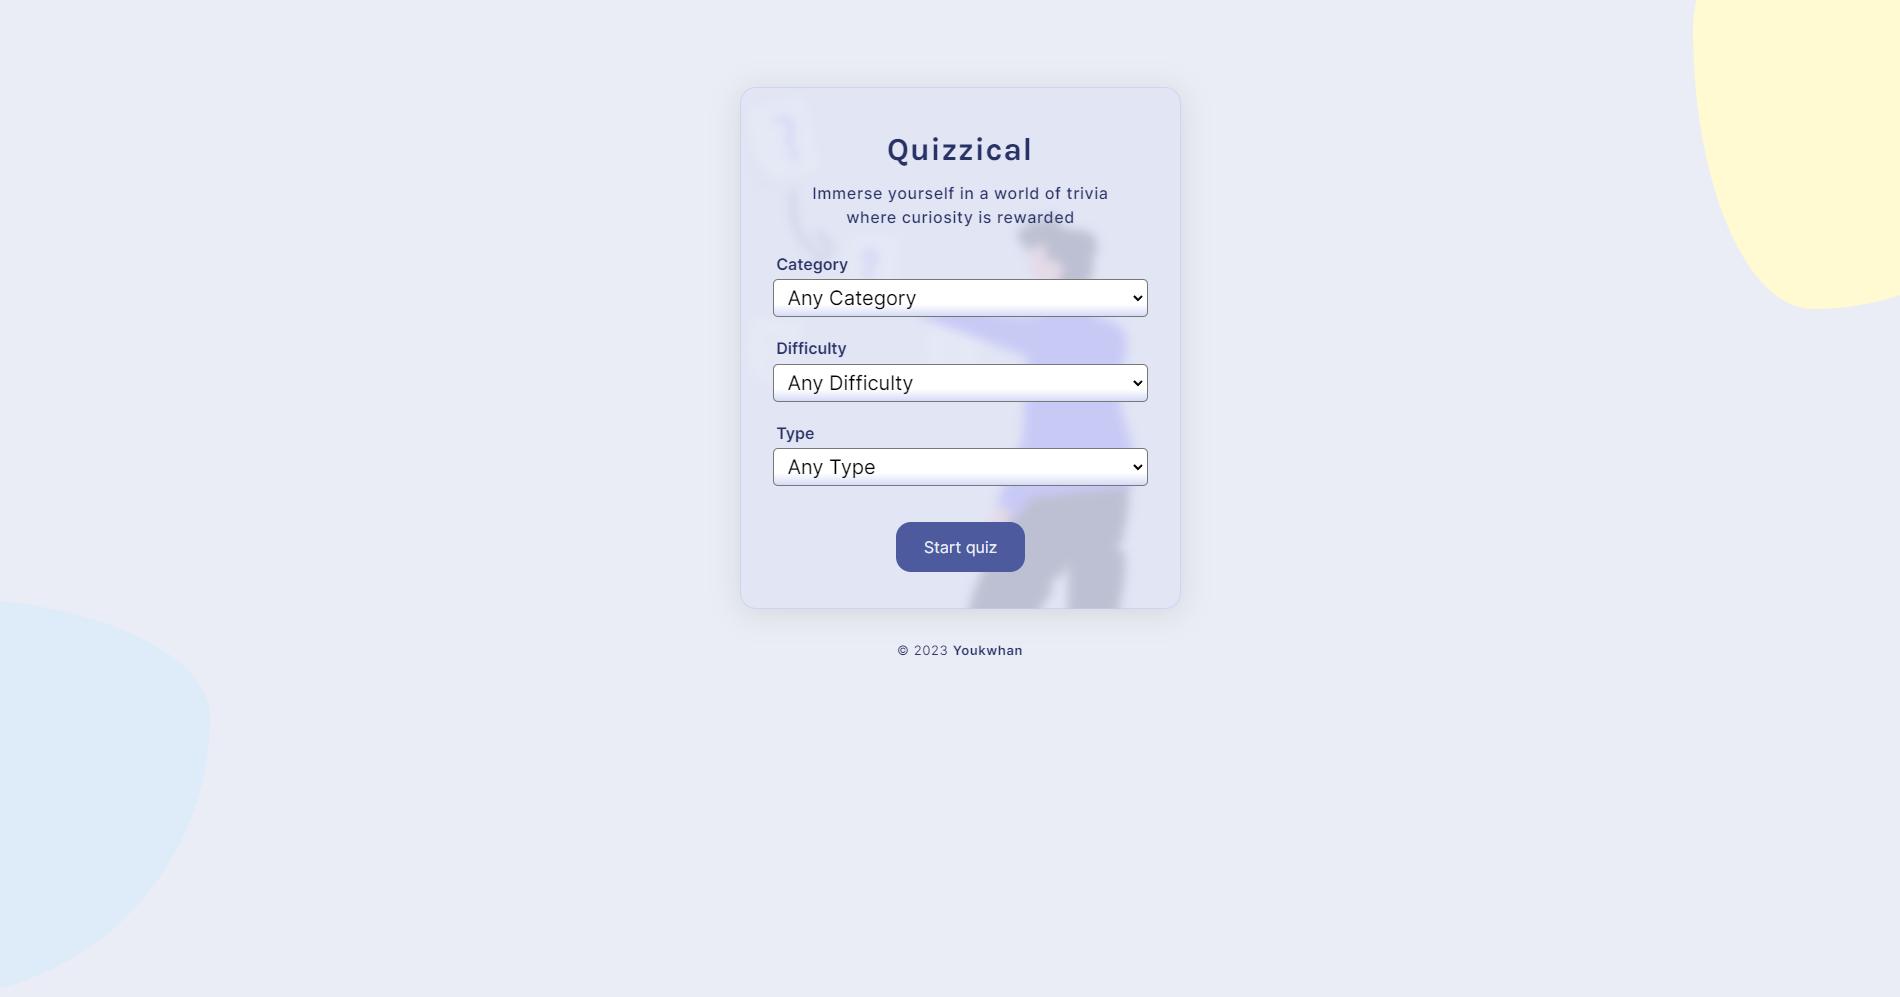 Quizzical
Immerse yourself in a world of trivia
where curiosity is rewarded
Category
Any Category
Difficulty
Any Difficulty
Type
Any Type
Start quiz
© 2023 Youkwhan